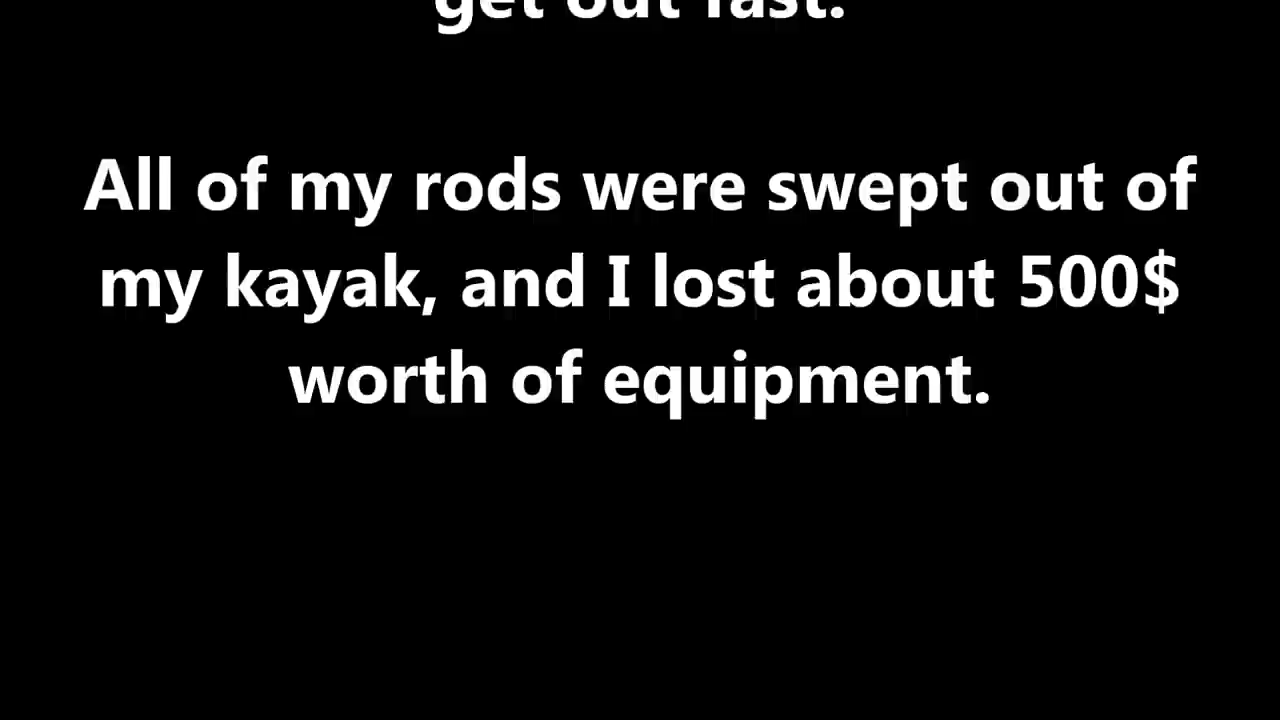 get out fast.
All of my rods were swept out of
my kayak, and I lost about 500$
worth of equipment.